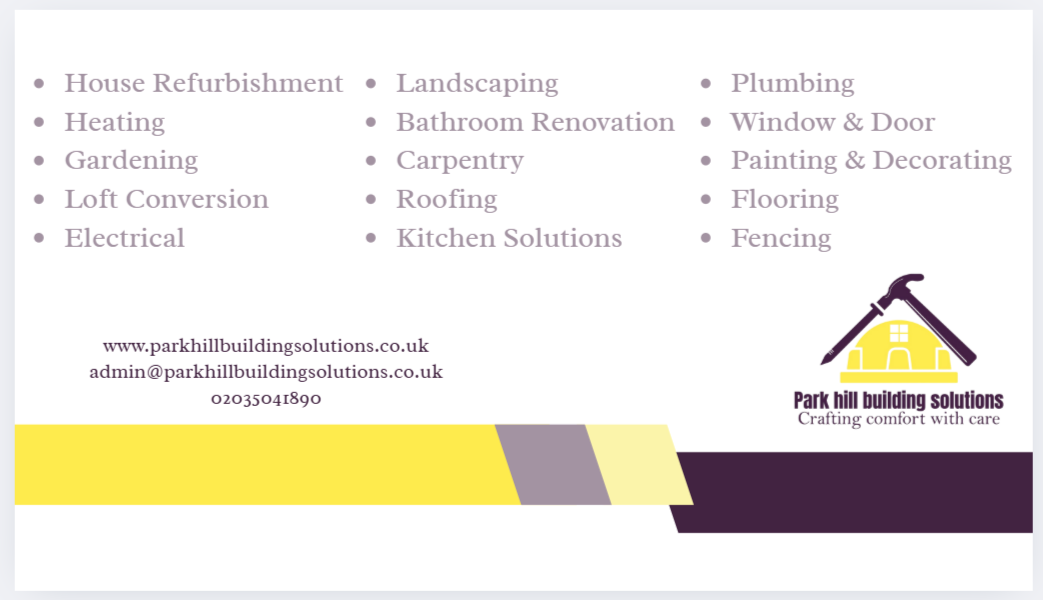 • House Refurbishment
• Heating
• Gardening
• Loft Conversion
• Electrical
• Landscaping
• Bathroom Renovation
• Carpentry
• Roofing
• Kitchen Solutions
• Plumbing
• Window & Door
• Painting & Decorating
• Flooring
• Fencing
www.parkhillbuildingsolutions.co.uk
admin@parkhillbuildingsolutions.co.uk
02035041890
Park hill building solutions
Crafting comfort with care